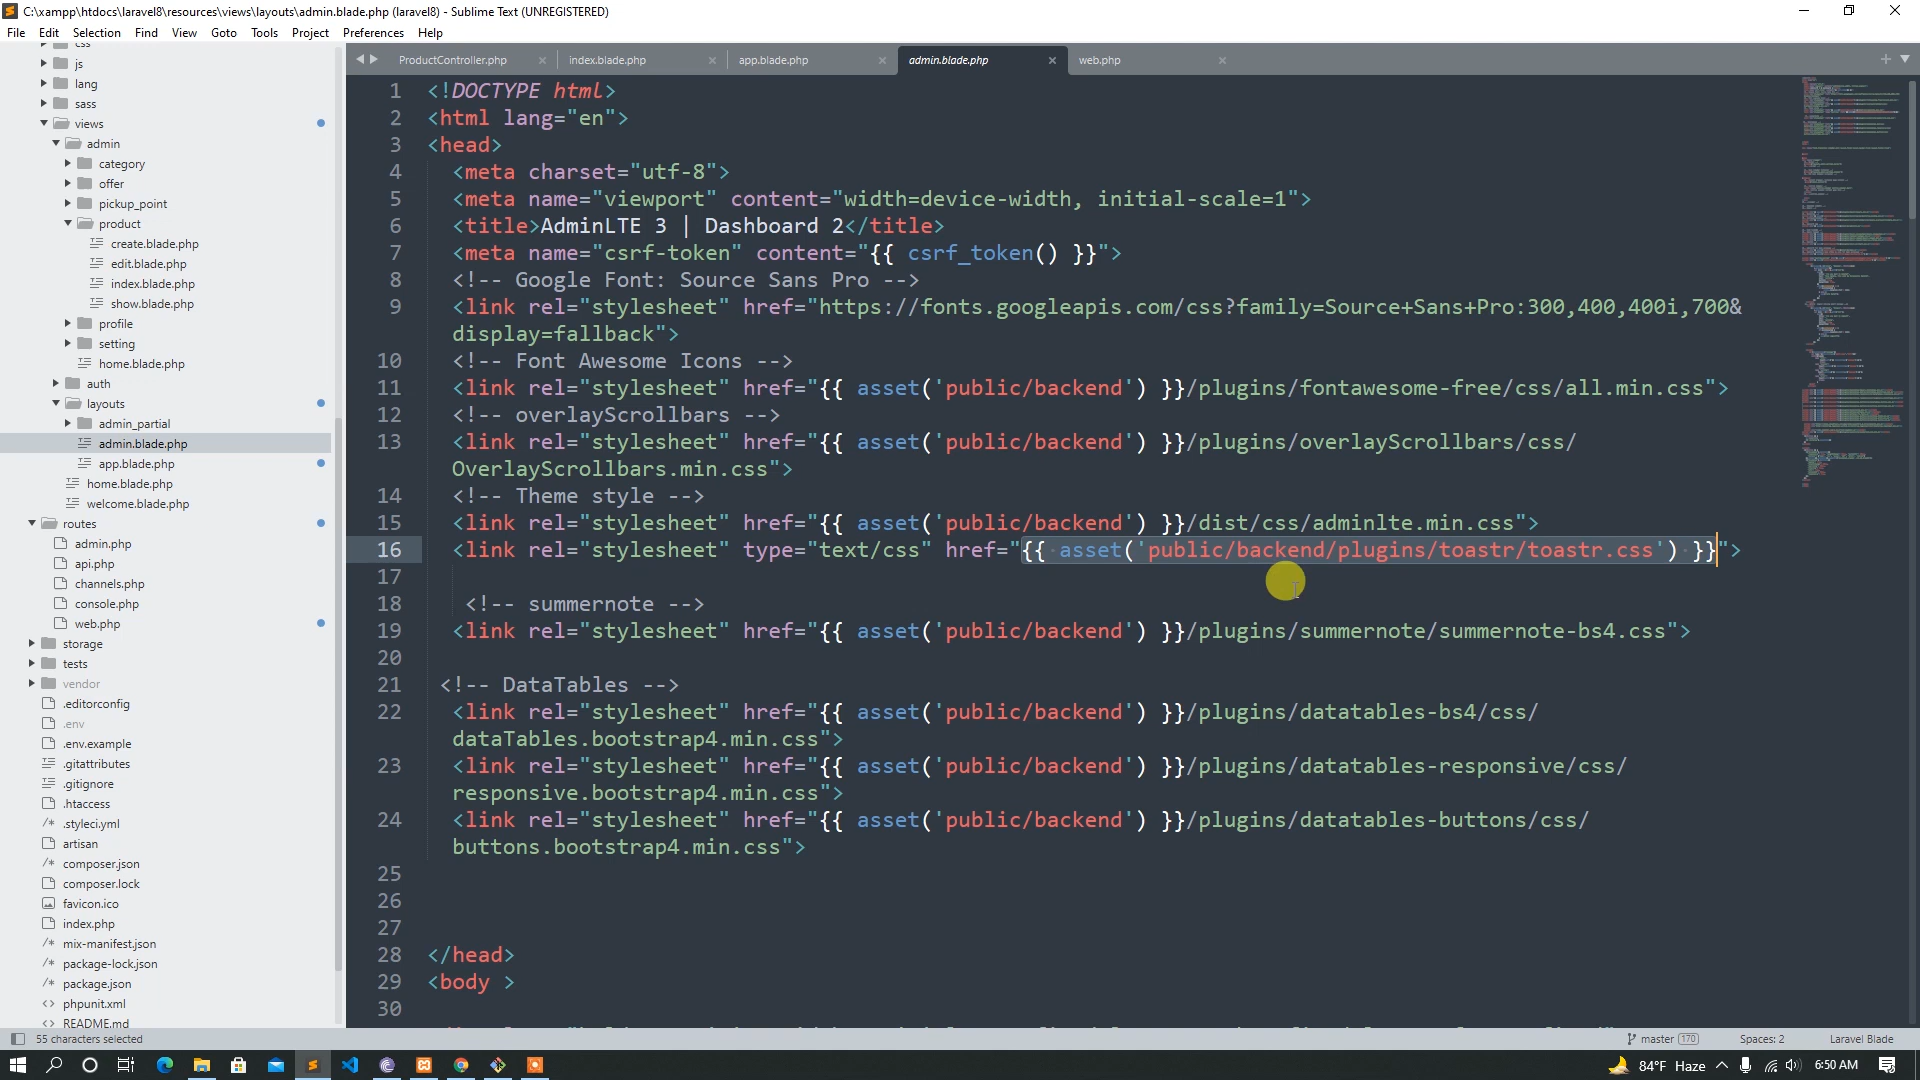 C:\xampp\htdocs\laravel8\resources\views\layouts\admin.blade.php (laravel8) - Sublime Text (UNREGISTERED)
File Edit Selection Find View Goto Tools Project Preferences Help
css
js
lang
sass
views
admin
category
offer
pickup_point
product
create.blade.php
edit.blade.php
index.blade.php
show.blade.php
profile
setting
home.blade.php
auth
layouts
admin_partial
admin.blade.php
app.blade.php
home.blade.php
welcome.blade.php
routes
admin.php
api.php
channels.php
console.php
web.php
storage
tests
vendor
.editorconfig
.env
.env.example
.gitattributes
.gitignore
.htaccess
.styleci.yml
artisan
composer.json
composer.lock
favicon.ico
index.php
mix-manifest.json
package-lock.json
package.json
phpunit.xml
README.md
ProductController.php index.blade.php app.blade.php admin.blade.php web.php
1 <!DOCTYPE html>
2 <html lang="en">
3 <head>
4 <meta charset="utf-8">
5 <meta name="viewport" content="width=device-width, initial-scale=1">
6 <title>AdminLTE 3 | Dashboard 2</title>
7 <meta name="csrf-token" content="{{ csrf_token() }}">
8 <!-- Google Font: Source Sans Pro -->
9 <link rel="stylesheet" href="https://fonts.googleapis.com/css?family=Source+Sans+Pro:300,400,400i,700&
display=fallback">
10 <!-- Font Awesome Icons -->
11 <link rel="stylesheet" href="{{ asset('public/backend') }}/plugins/fontawesome-free/css/all.min.css">
12 <!-- overlayScrollbars -->
13 <link rel="stylesheet" href="{{ asset('public/backend') }}/plugins/overlayScrollbars/css/
OverlayScrollbars.min.css">
14 <!-- Theme style -->
15 <link rel="stylesheet" href="{{ asset('public/backend') }}/dist/css/adminlte.min.css">
16 <link rel="stylesheet" type="text/css" href="{{ asset('public/backend/plugins/toastr/toastr.css') }}">
17
18 <!-- summernote -->
19 <link rel="stylesheet" href="{{ asset('public/backend') }}/plugins/summernote/summernote-bs4.css">
20
21 <!-- DataTables -->
22 <link rel="stylesheet" href="{{ asset('public/backend') }}/plugins/datatables-bs4/css/
dataTables.bootstrap4.min.css">
23 <link rel="stylesheet" href="{{ asset('public/backend') }}/plugins/datatables-responsive/css/
responsive.bootstrap4.min.css">
24 <link rel="stylesheet" href="{{ asset('public/backend') }}/plugins/datatables-buttons/css/
buttons.bootstrap4.min.css">
25
26
27
28 </head>
29 <body >
30
55 characters selected master 170 Spaces: 2 Laravel Blade
84°F Haze 6:50 AM